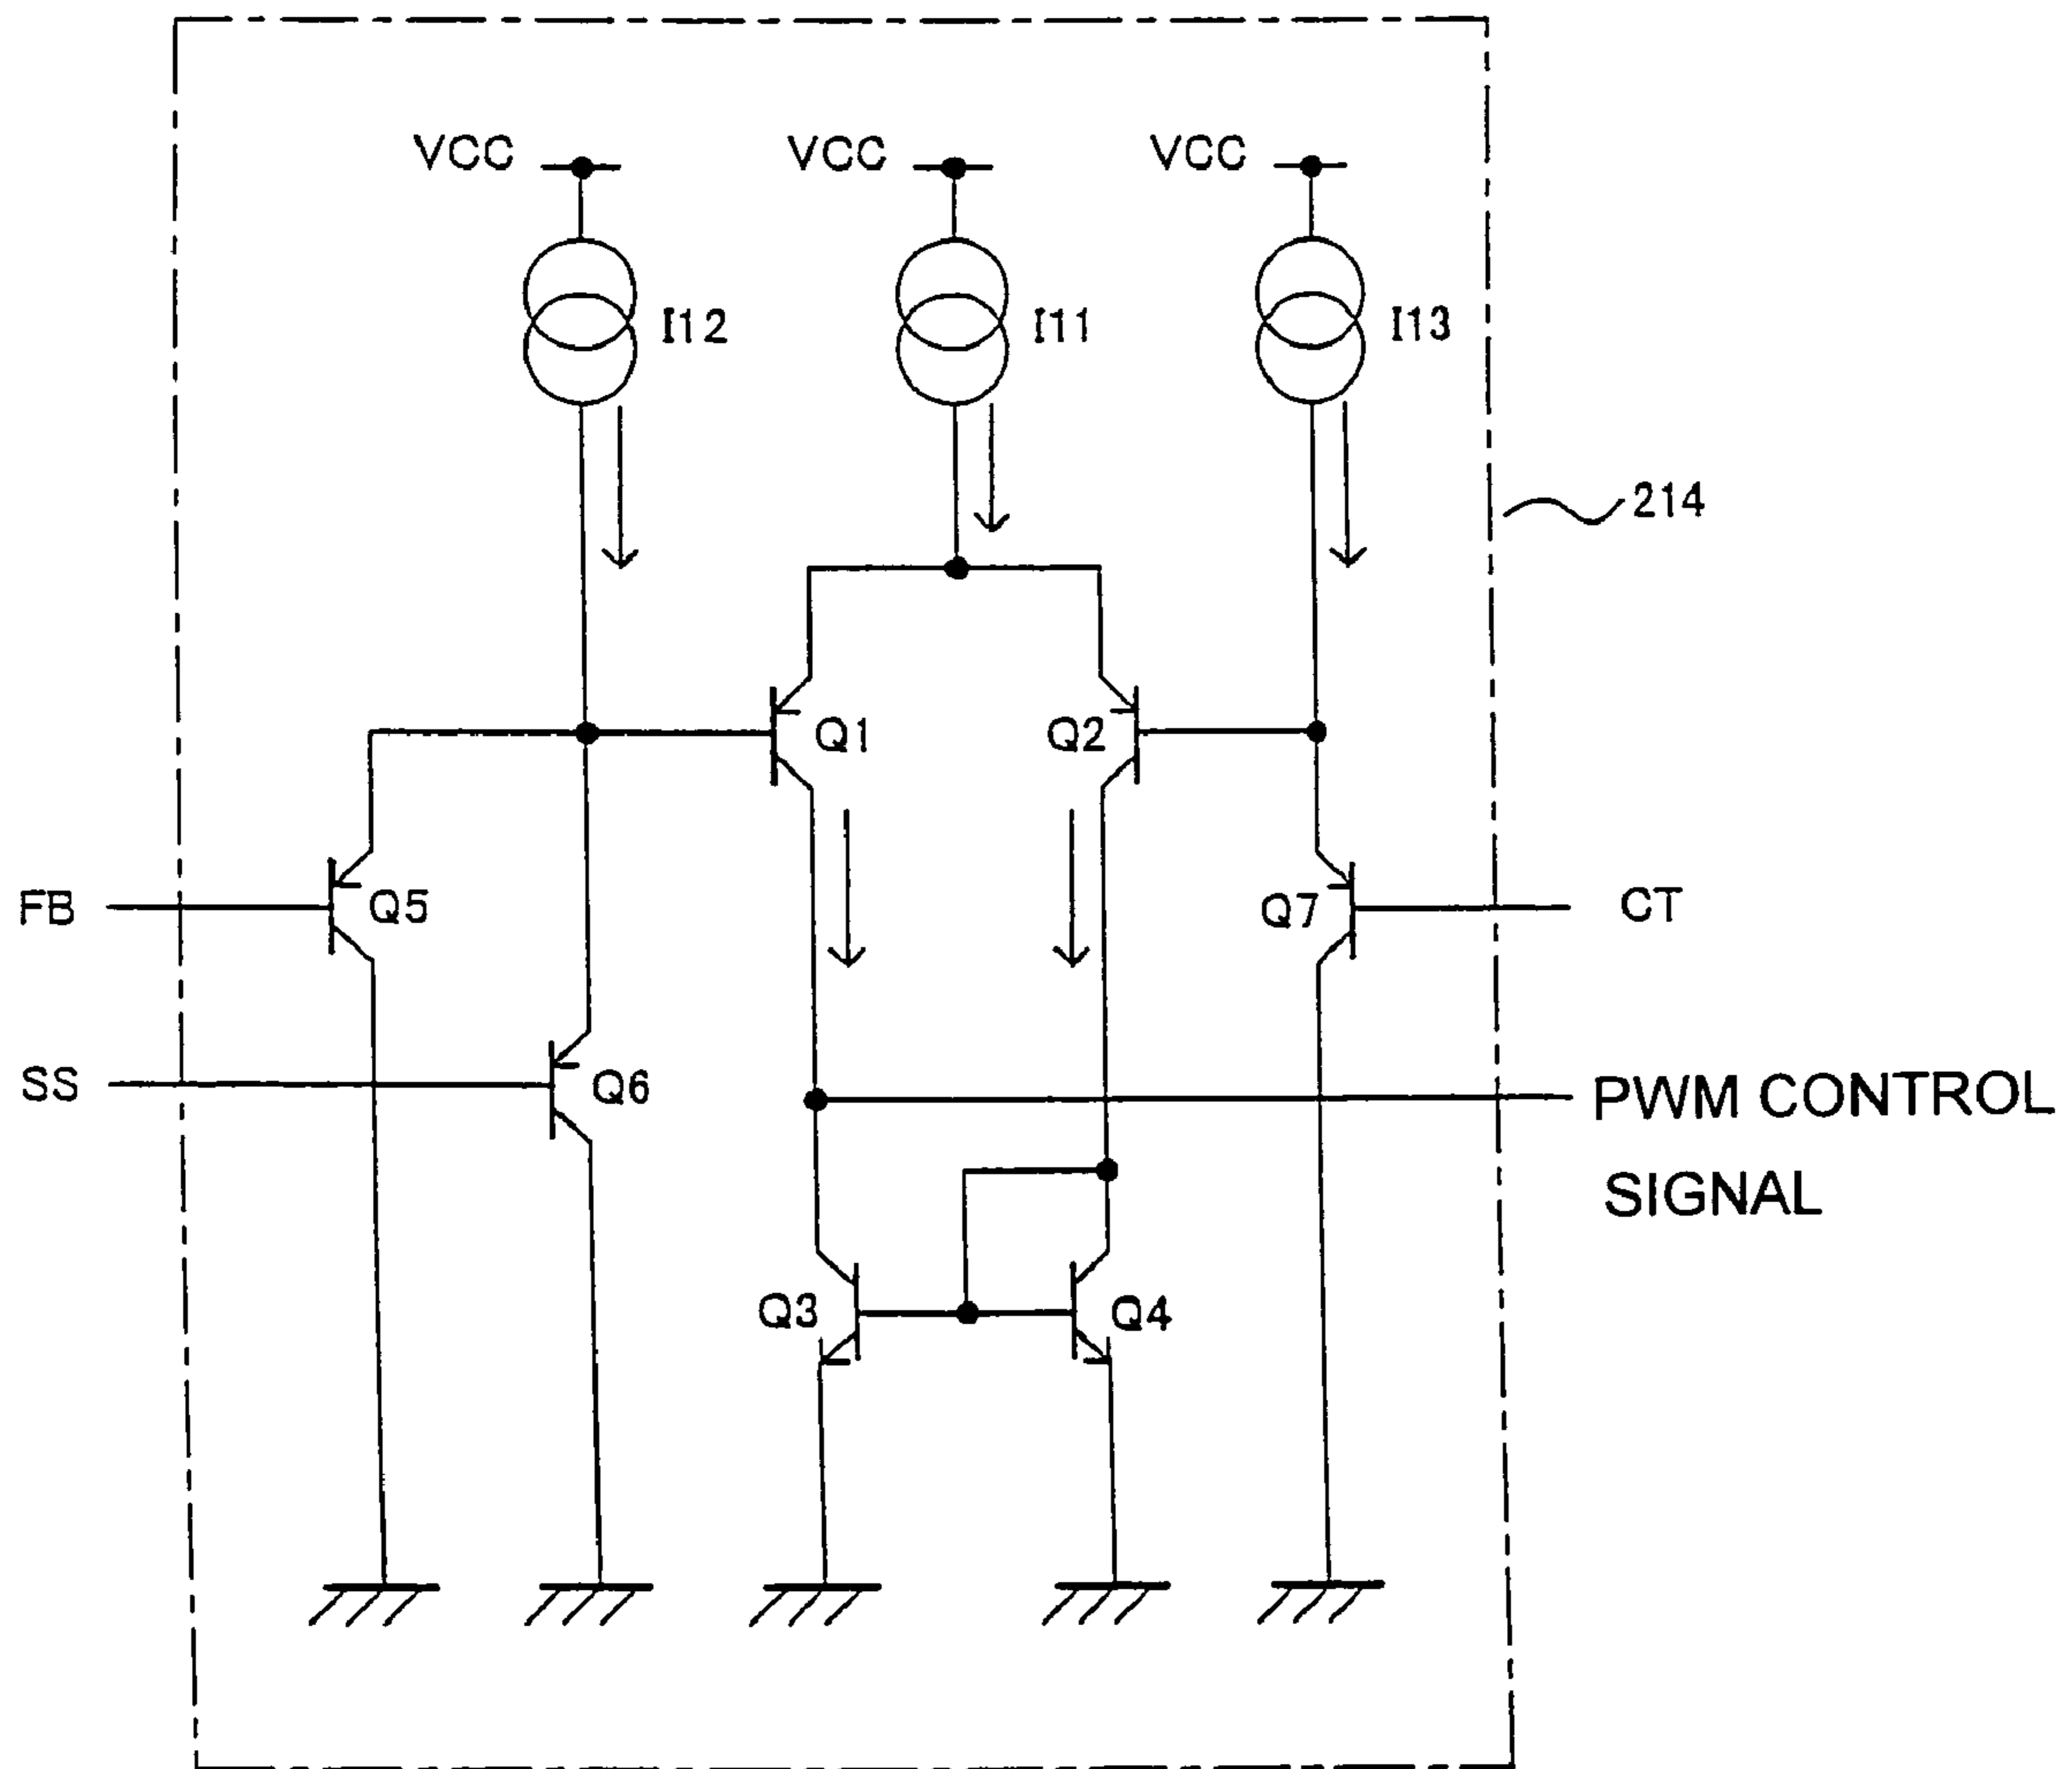 VCC VCC VCC
I12 I11 I13
214
Q1 Q2
FB Q5 Q7 CT
SS Q6 PWM CONTROL
SIGNAL
Q3 Q4